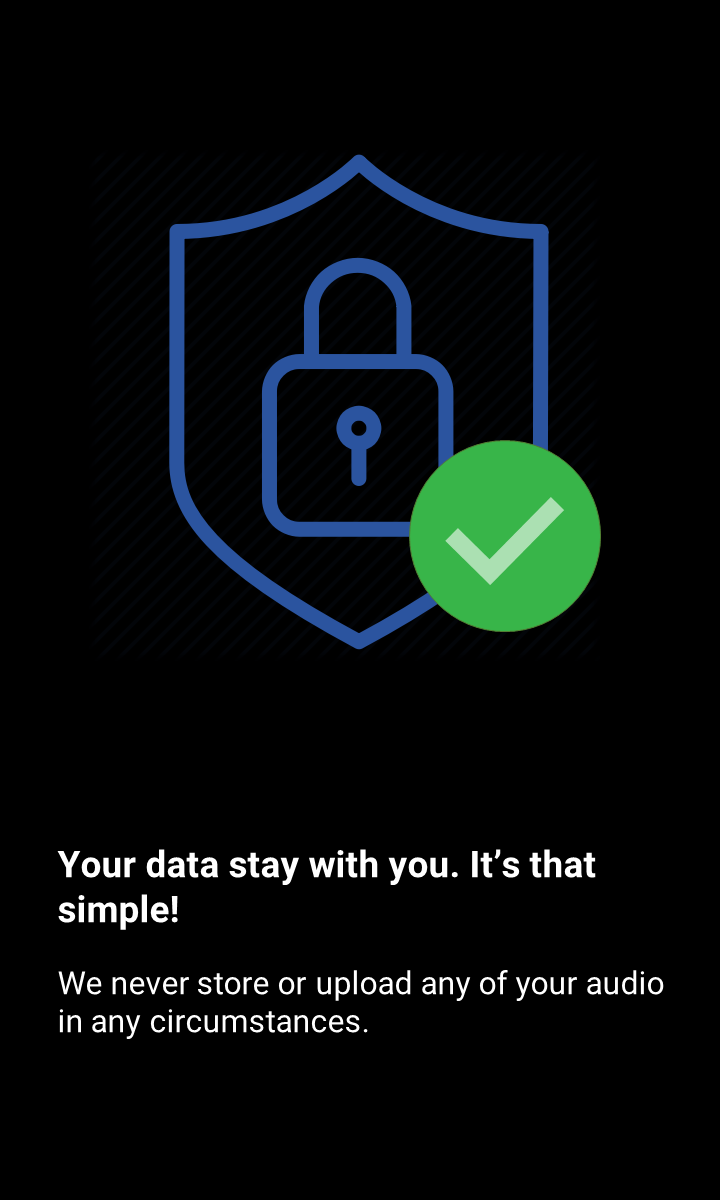 Your data stay with you. It’s that
simple!
We never store or upload any of your audio
in any circumstances.